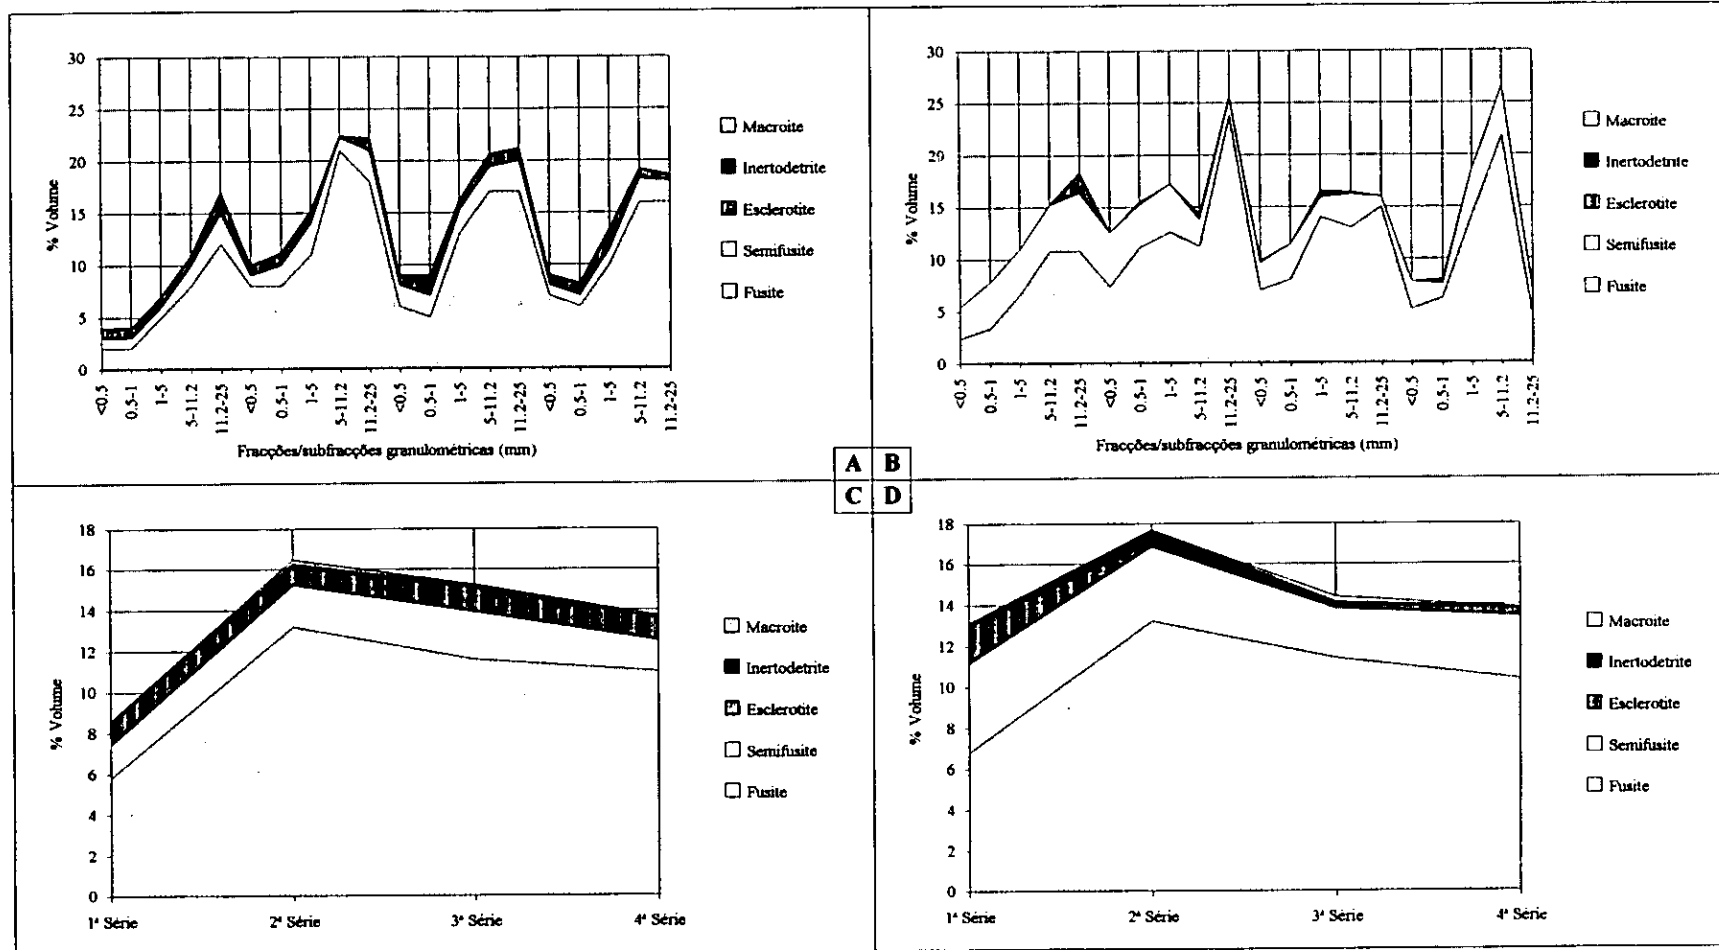 30
25
20
15
10
5
0
% Volume
<0.5
0.5-1
1-5
5-11.2
11.2-25
<0.5
0.5-1
1-5
5-11.2
11.2-25
<0.5
0.5-1
1-5
5-11.2
11.2-25
<0.5
0.5-1
1-5
5-11.2
11.2-25
Fracções/subfracções granulométricas (mm)
Macroite
Inertodetrite
Esclerotite
Semifusite
Fusite
30
25
29
15
10
5
0
% Volume
<0.5
0.5-1
1-5
5-11.2
11.2-25
<0.5
0.5-1
1-5
5-11.2
11.2-25
<0.5
0.5-1
1-5
5-11.2
11.2-25
<0.5
0.5-1
1-5
5-11.2
11.2-25
Fracções/subfracções granulométricas (mm)
Macroite
Inertodetrite
Esclerotite
Semifusite
Fusite
A B
C D
18
16
14
12
10
8
6
4
2
0
% Volume
1ª Série 2ª Série 3ª Série 4ª Série
Macroite
Inertodetrite
Esclerotite
Semifusite
Fusite
18
16
14
12
10
8
6
4
2
0
% Volume
1ª Série 2ª Série 3ª Série 4ª Série
Macroite
Inertodetrite
Esclerotite
Semifusite
Fusite